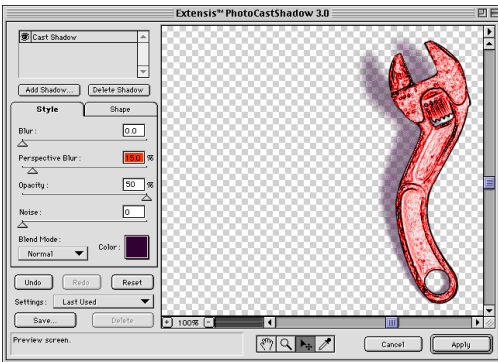 Extensis™ PhotoCastShadow 3.0
Cast Shadow
Add Shadow... Delete Shadow
Style Shape
Blur: 0.0
Perspective Blur: 15.0 %
Opacity: 50 %
Noise: 0
Blend Mode:
Normal Color:
Undo Redo Reset
Settings: Last Used
Save... Delete
+ 100% -
Preview screen.
Cancel Apply